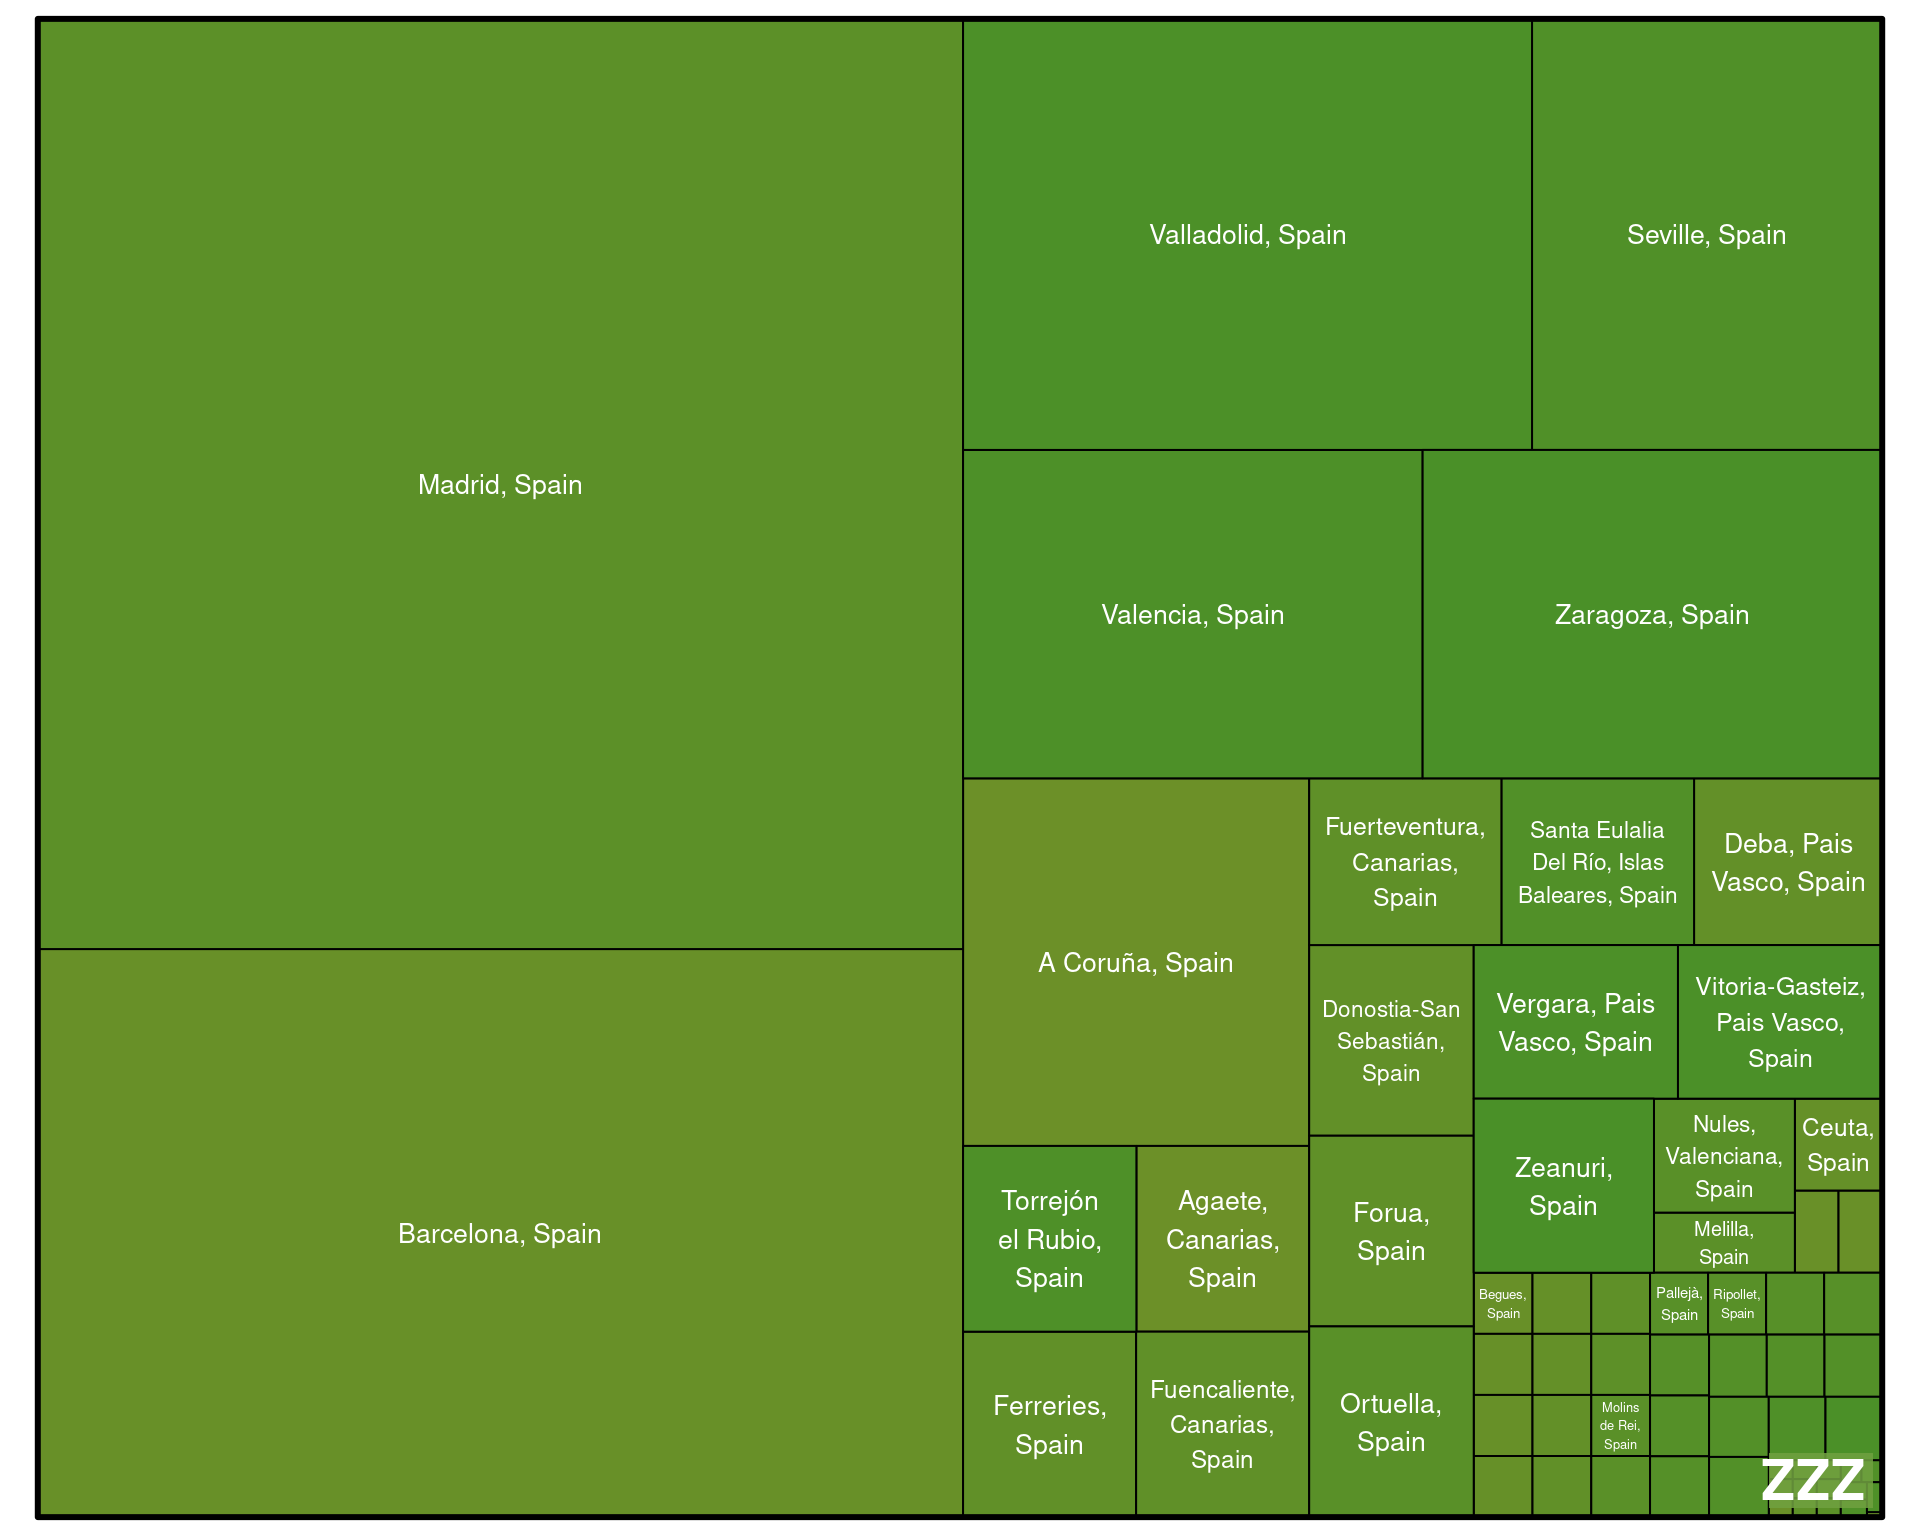 Madrid, Spain
Barcelona, Spain
Valladolid, Spain
Seville, Spain
Valencia, Spain
Zaragoza, Spain
A Coruña, Spain
Fuerteventura,
Canarias,
Spain
Santa Eulalia
Del Río, Islas
Baleares, Spain
Deba, Pais
Vasco, Spain
Donostia-San
Sebastián,
Spain
Vergara, Pais
Vasco, Spain
Vitoria-Gasteiz,
Pais Vasco,
Spain
Torrejón
el Rubio,
Spain
Agaete,
Canarias,
Spain
Forua,
Spain
Zeanuri,
Spain
Nules,
Valenciana,
Spain
Ceuta,
Spain
Melilla,
Spain
Ferreries,
Spain
Fuencaliente,
Canarias,
Spain
Ortuella,
Spain
Begues,
Spain
Pallejà,
Spain
Ripollet,
Spain
Molins
de Rei,
Spain
ZZZ